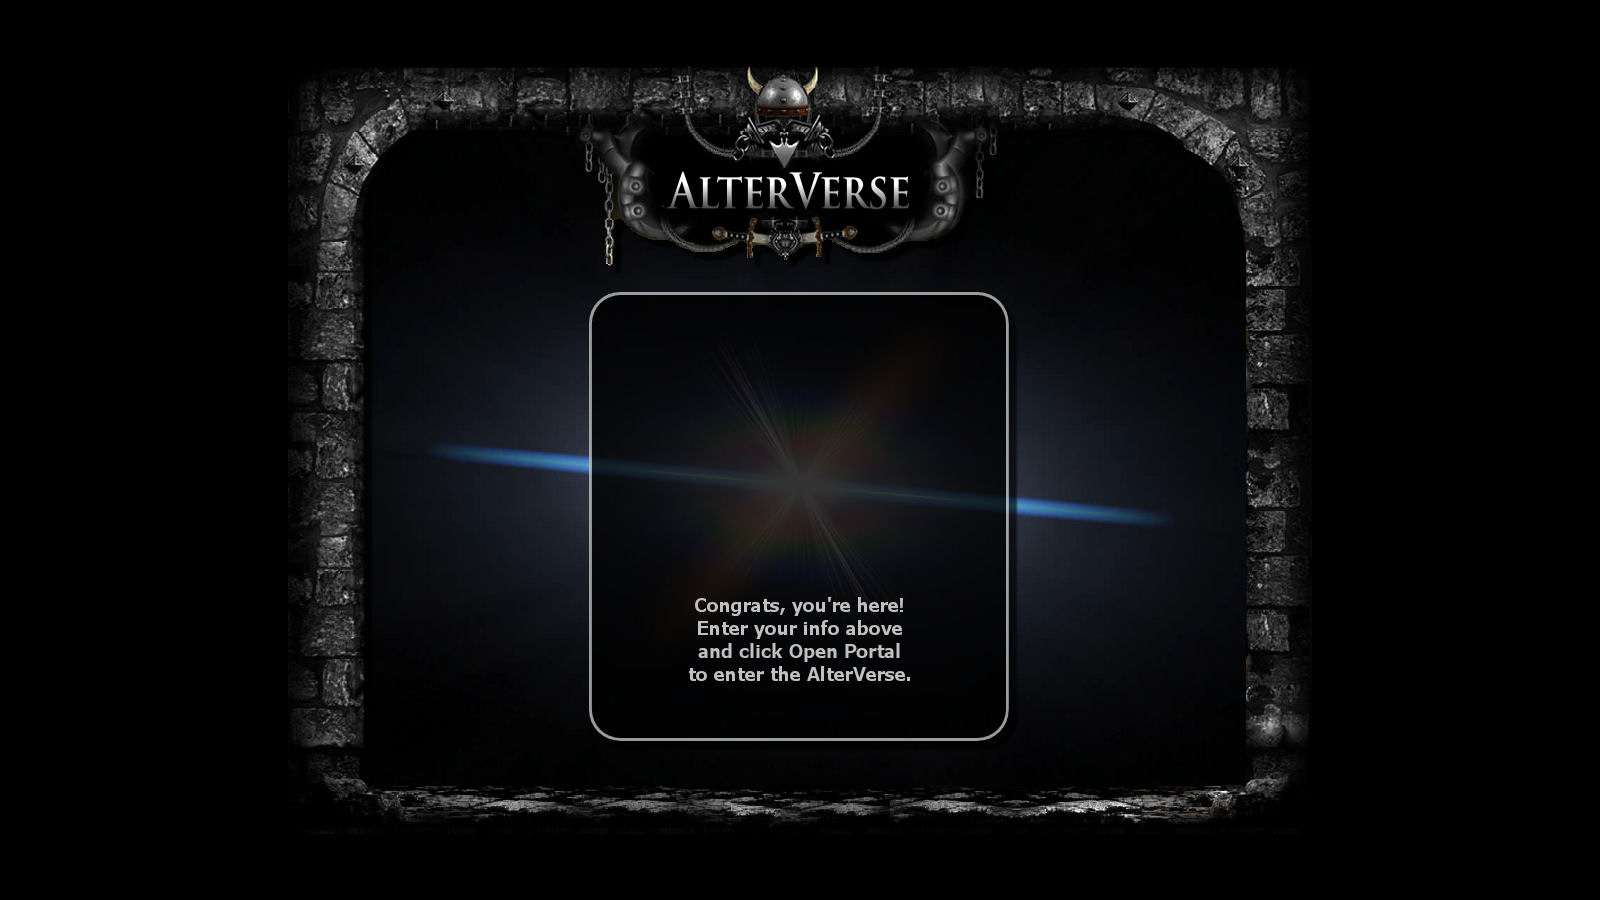 ALTERVERSE
Congrats, you're here!
Enter your info above
and click Open Portal
to enter the AlterVerse.